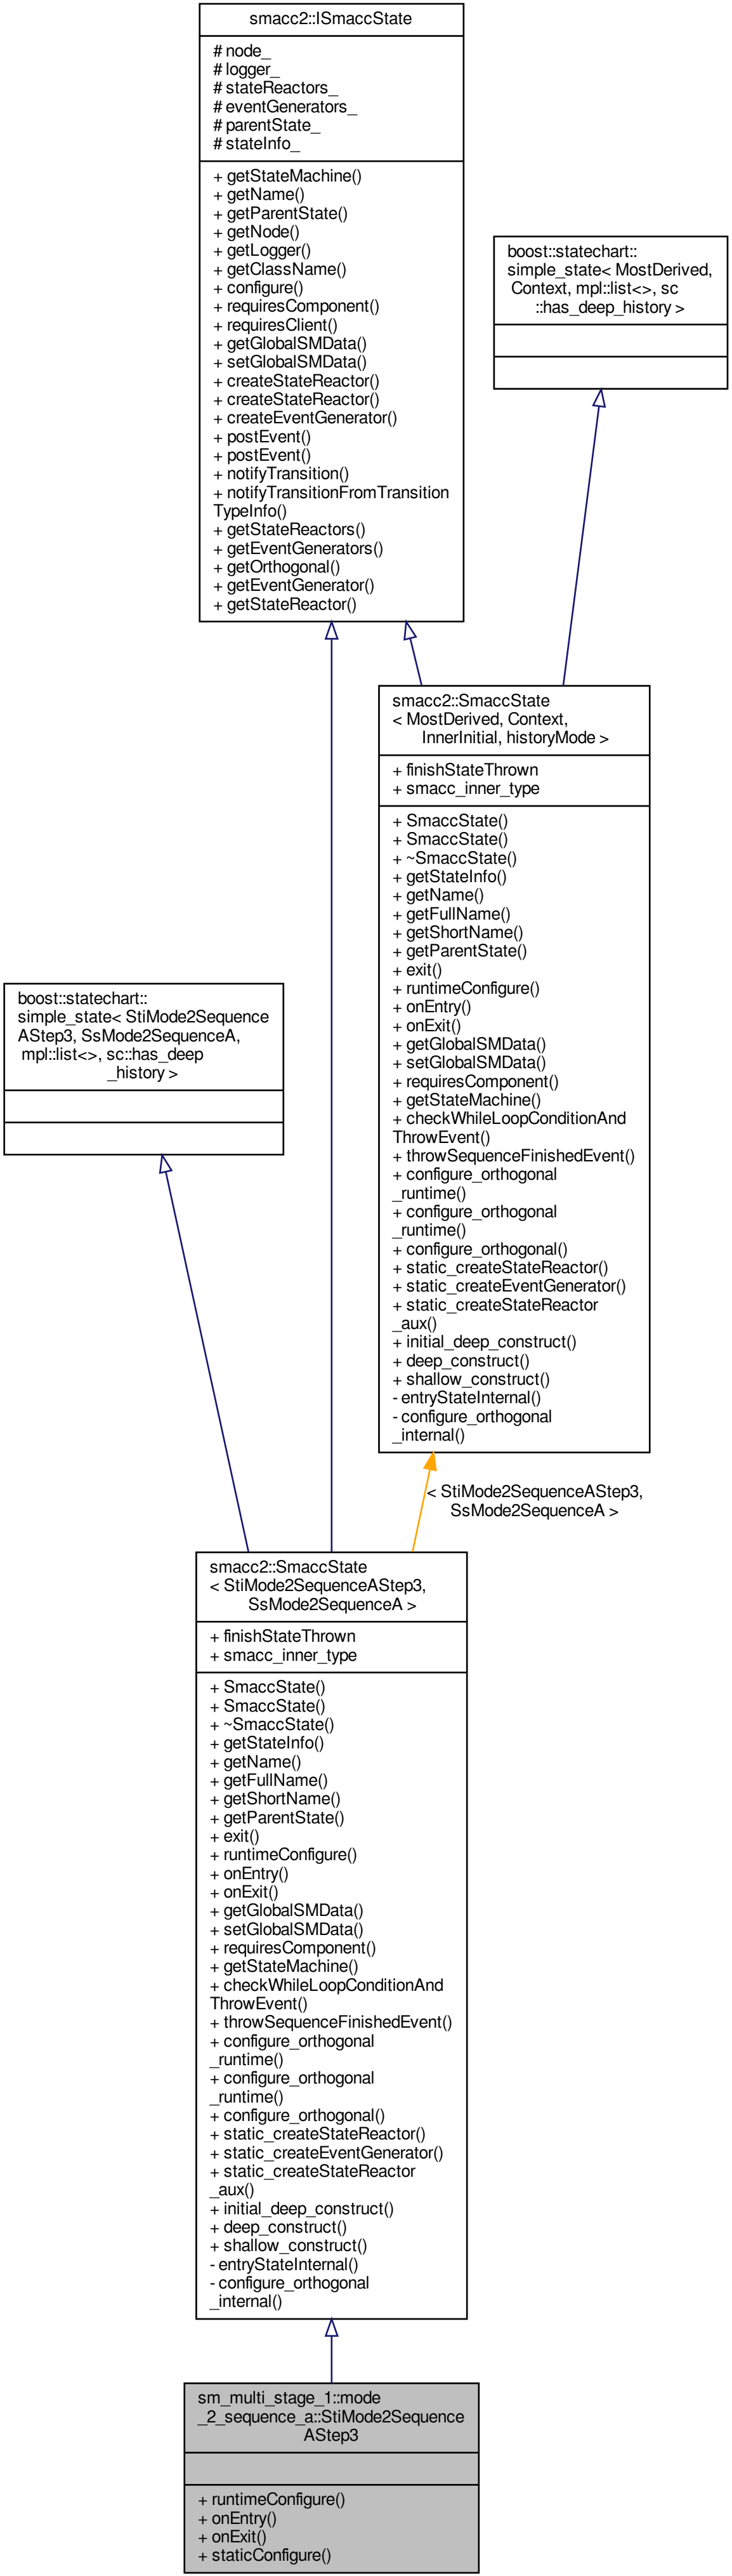 smacc2::ISmaccState
# node_
# logger_
# stateReactors_
# eventGenerators_
# parentState_
# stateInfo_
+ getStateMachine()
+ getName()
+ getParentState()
+ getNode()
+ getLogger()
+ getClassName()
+ configure()
+ requiresComponent()
+ requiresClient()
+ getGlobalSMData()
+ setGlobalSMData()
+ createStateReactor()
+ createStateReactor()
+ createEventGenerator()
+ postEvent()
+ postEvent()
+ notifyTransition()
+ notifyTransitionFromTransition
TypeInfo()
+ getStateReactors()
+ getEventGenerators()
+ getOrthogonal()
+ getEventGenerator()
+ getStateReactor()
boost::statechart::
simple_state< MostDerived,
Context, mpl::list<>, sc
::has_deep_history >
smacc2::SmaccState
< MostDerived, Context,
InnerInitial, historyMode >
+ finishStateThrown
+ smacc_inner_type
+ SmaccState()
+ SmaccState()
+ ~SmaccState()
+ getStateInfo()
+ getName()
+ getFullName()
+ getShortName()
+ getParentState()
+ exit()
+ runtimeConfigure()
+ onEntry()
+ onExit()
+ getGlobalSMData()
+ setGlobalSMData()
+ requiresComponent()
+ getStateMachine()
+ checkWhileLoopConditionAnd
ThrowEvent()
+ throwSequenceFinishedEvent()
+ configure_orthogonal
_runtime()
+ configure_orthogonal
_runtime()
+ configure_orthogonal()
+ static_createStateReactor()
+ static_createEventGenerator()
+ static_createStateReactor
_aux()
+ initial_deep_construct()
+ deep_construct()
+ shallow_construct()
- entryStateInternal()
- configure_orthogonal
_internal()
boost::statechart::
simple_state< StiMode2Sequence
AStep3, SsMode2SequenceA,
mpl::list<>, sc::has_deep
_history >
< StiMode2SequenceAStep3,
SsMode2SequenceA >
smacc2::SmaccState
< StiMode2SequenceAStep3,
SsMode2SequenceA >
+ finishStateThrown
+ smacc_inner_type
+ SmaccState()
+ SmaccState()
+ ~SmaccState()
+ getStateInfo()
+ getName()
+ getFullName()
+ getShortName()
+ getParentState()
+ exit()
+ runtimeConfigure()
+ onEntry()
+ onExit()
+ getGlobalSMData()
+ setGlobalSMData()
+ requiresComponent()
+ getStateMachine()
+ checkWhileLoopConditionAnd
ThrowEvent()
+ throwSequenceFinishedEvent()
+ configure_orthogonal
_runtime()
+ configure_orthogonal
_runtime()
+ configure_orthogonal()
+ static_createStateReactor()
+ static_createEventGenerator()
+ static_createStateReactor
_aux()
+ initial_deep_construct()
+ deep_construct()
+ shallow_construct()
- entryStateInternal()
- configure_orthogonal
_internal()
sm_multi_stage_1::mode
_2_sequence_a::StiMode2Sequence
AStep3
+ runtimeConfigure()
+ onEntry()
+ onExit()
+ staticConfigure()